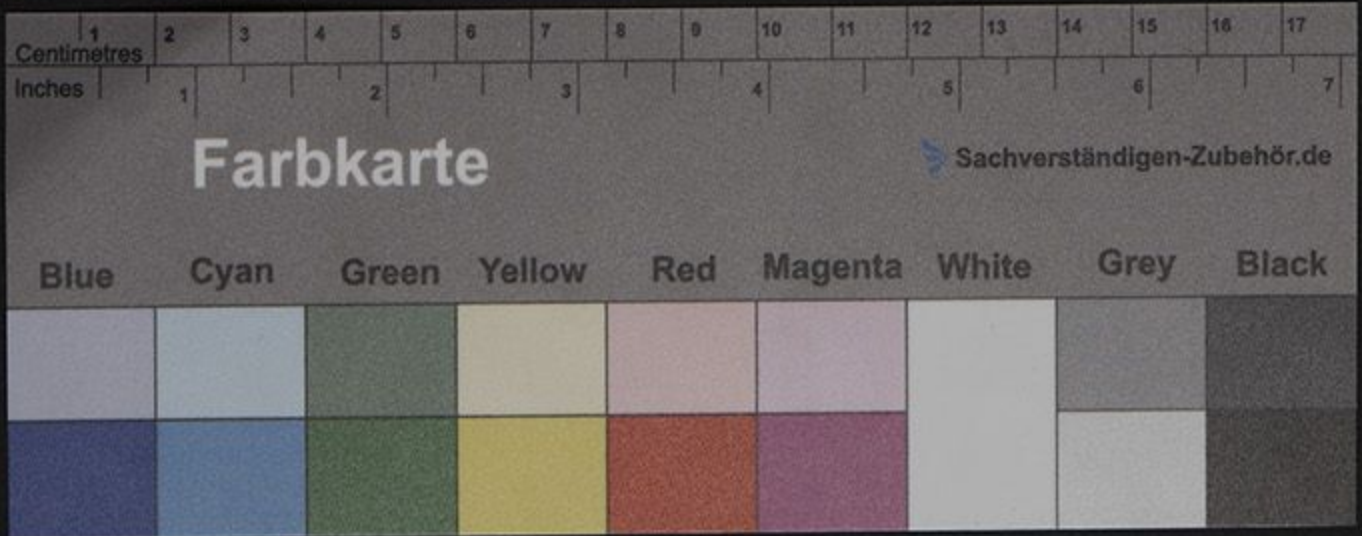 1 2 3 4 5 6 7 8 9 10 11 12 13 14 15 16 17
Centimetres
Inches 1 2 3 4 5 6 7
Farbkarte
Sachverständigen-Zubehör.de
Blue Cyan Green Yellow Red Magenta White Grey Black